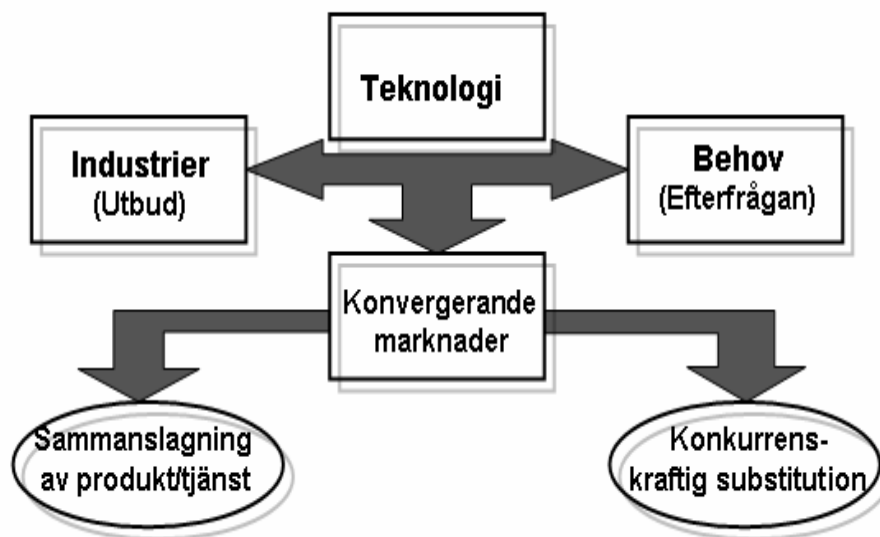 Teknologi
Industrier
(Utbud)
Behov
(Efterfrågan)
Konvergerande
marknader
Sammanslagning
av produkt/tjänst
Konkurrens-
kraftig substitution